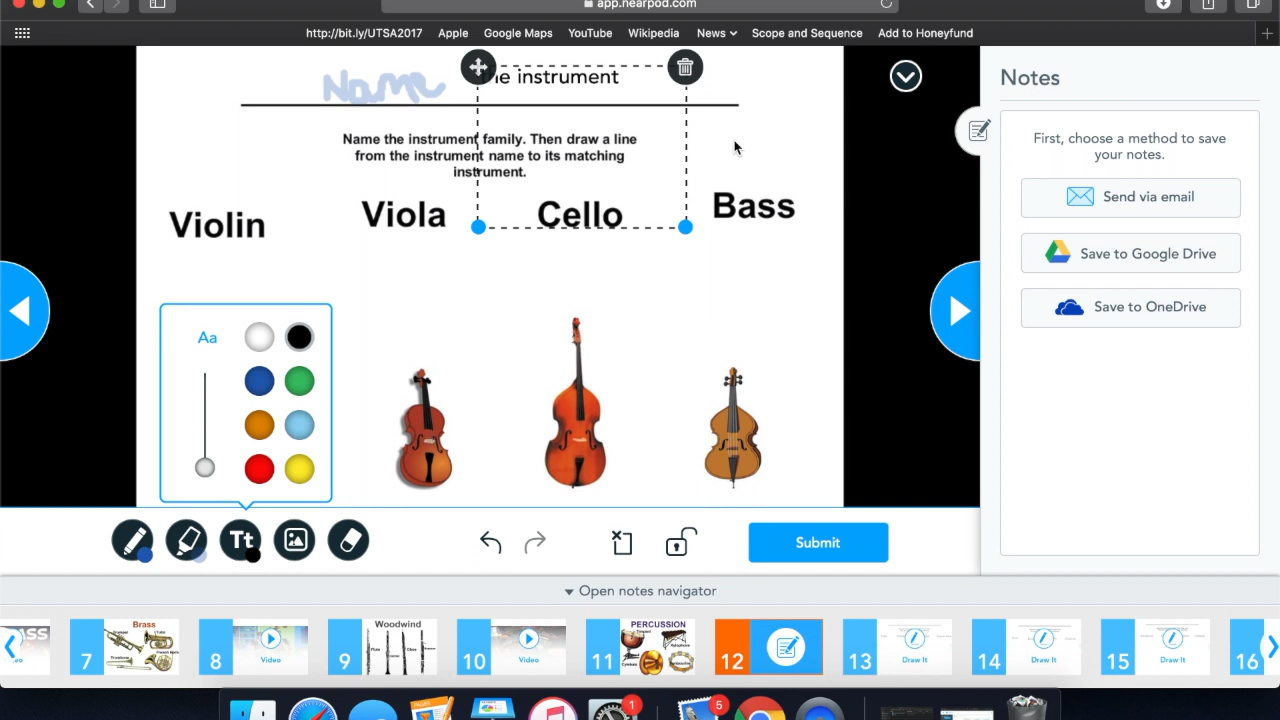 app.nearpod.com
http://bit.ly/UTSA2017 Apple Google Maps YouTube Wikipedia News Scope and Sequence Add to Honeyfund
Name
the instrument
Name the instrument family. Then draw a line
from the instrument name to its matching
instrument.
Violin Viola Cello Bass
Aa
Tt
Submit
Notes
First, choose a method to save
your notes.
Send via email
Save to Google Drive
Save to OneDrive
Open notes navigator
7 Brass
8 Video
9 Woodwind
10 Video
11 PERCUSSION
12
13 Draw It
14 Draw It
15 Draw It
16
1
5